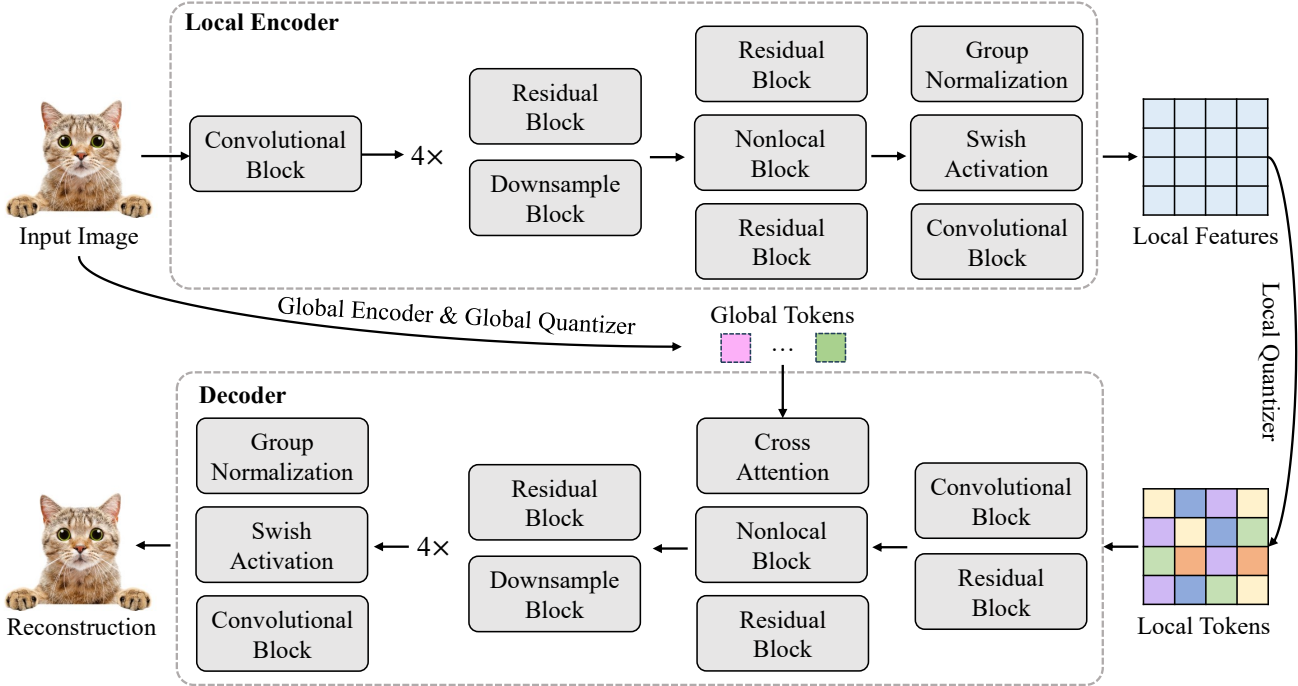 Local Encoder
Convolutional
Block
4×
Residual
Block
Downsample
Block
Residual
Block
Nonlocal
Block
Residual
Block
Group
Normalization
Swish
Activation
Convolutional
Block
Input Image
Local Features
Global Encoder & Global Quantizer
Global Tokens
...
Local Quantizer
Decoder
Group
Normalization
Swish
Activation
Convolutional
Block
4×
Residual
Block
Downsample
Block
Cross
Attention
Nonlocal
Block
Residual
Block
Convolutional
Block
Residual
Block
Reconstruction
Local Tokens